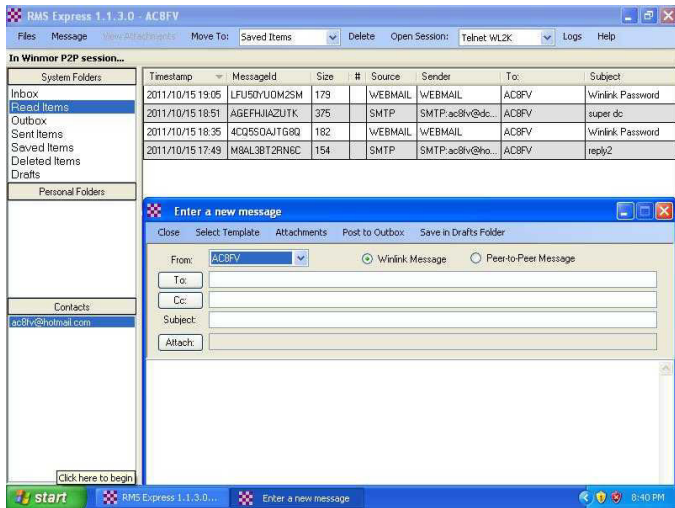 RMS Express 1.1.3.0 - AC8FV
Files Message View Attachments Move To: Saved Items Delete Open Session: Telnet WL2K Logs Help
In Winmor P2P session...
System Folders
Inbox
Read Items
Outbox
Sent Items
Saved Items
Deleted Items
Drafts
Personal Folders
Contacts
ac8fv@hotmail.com
Timestamp MessageId Size # Source Sender To: Subject
2011/10/15 19:05 LFU50YUOM2SM 179 WEBMAIL WEBMAIL AC8FV Winlink Password
2011/10/15 18:51 AGEFHJIAZUTK 375 SMTP SMTP:ac8fv@dc... AC8FV super dc
2011/10/15 18:35 4CQ5SOAJTG8Q 182 WEBMAIL WEBMAIL AC8FV Winlink Password
2011/10/15 17:49 M8AL3BT2RN6C 154 SMTP SMTP:ac8fv@ho... AC8FV reply2
Enter a new message
Close Select Template Attachments Post to Outbox Save in Drafts Folder
From: AC8FV Winlink Message Peer-to-Peer Message
To:
Cc:
Subject:
Attach:
Click here to begin
start RMS Express 1.1.3.0... Enter a new message 8:40 PM